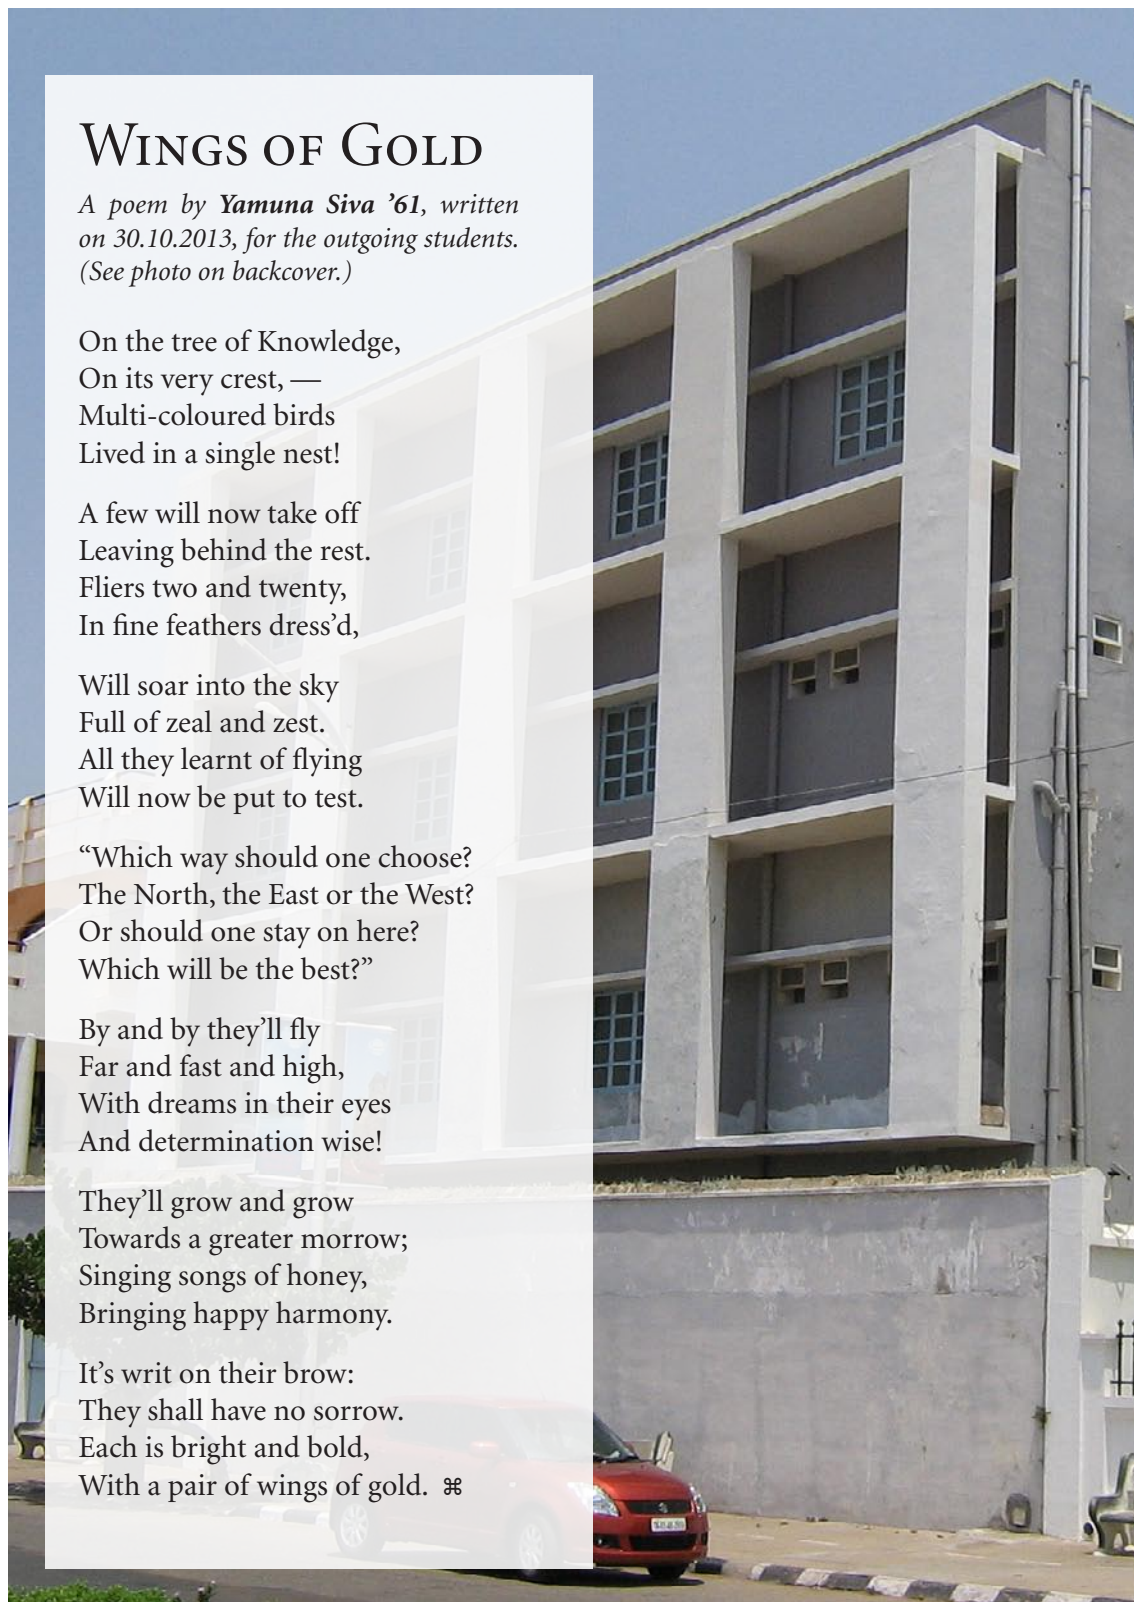 Wings of Gold
A poem by Yamuna Siva ’61, written
on 30.10.2013, for the outgoing students.
(See photo on backcover.)
On the tree of Knowledge,
On its very crest, —
Multi-coloured birds
Lived in a single nest!
A few will now take off
Leaving behind the rest.
Fliers two and twenty,
In fine feathers dress’d,
Will soar into the sky
Full of zeal and zest.
All they learnt of flying
Will now be put to test.
“Which way should one choose?
The North, the East or the West?
Or should one stay on here?
Which will be the best?”
By and by they’ll fly
Far and fast and high,
With dreams in their eyes
And determination wise!
They’ll grow and grow
Towards a greater morrow;
Singing songs of honey,
Bringing happy harmony.
It’s writ on their brow:
They shall have no sorrow.
Each is bright and bold,
With a pair of wings of gold. ⌘